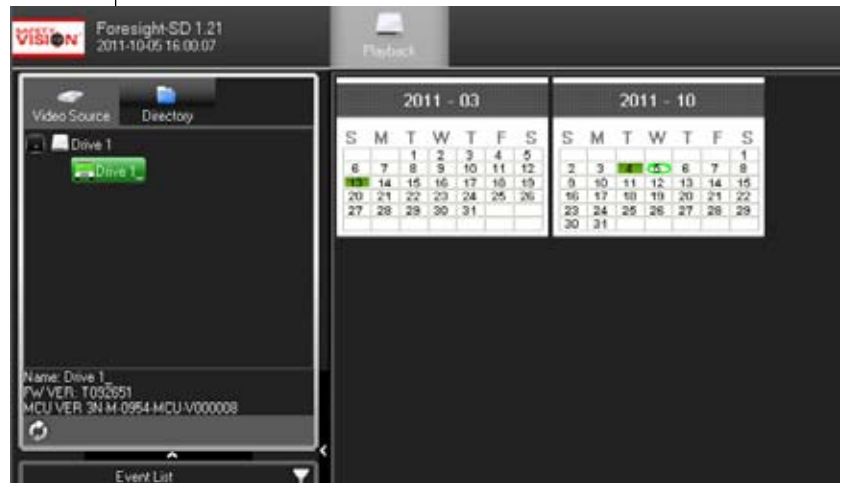 SAFETY
VISION
Foresight-SD 1.21
2011-10-05 16:00:07
Playback
Video Source
Directoy
Drive 1
Drive 1_
Name: Drive 1_
FW VER: T092651
MCU VER 3N-M-0954-MCU-V000008
Event List
2011 - 03
S M T W T F S
1 2 3 4 5
6 7 8 9 10 11 12
13 14 15 16 17 18 19
20 21 22 23 24 25 26
27 28 29 30 31
2011 - 10
S M T W T F S
1
2 3 4 5 6 7 8
9 10 11 12 13 14 15
16 17 18 19 20 21 22
23 24 25 26 27 28 29
30 31